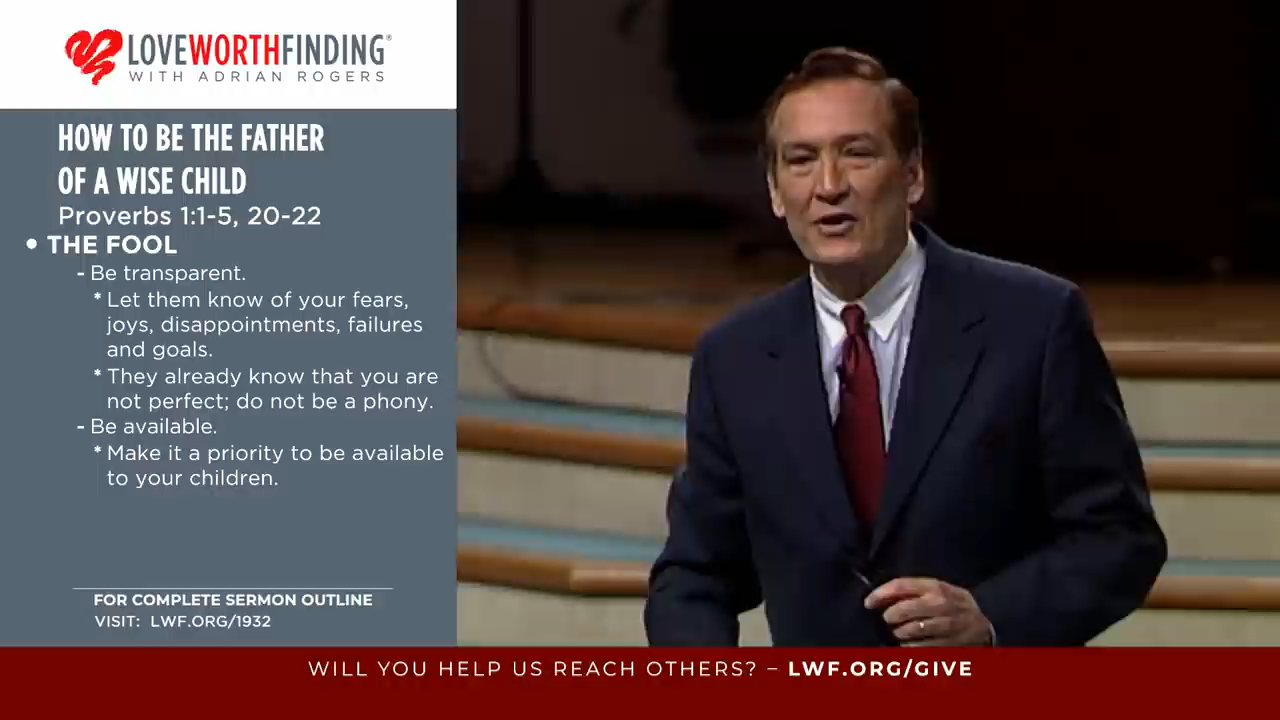 LOVEWORTHFINDING®
WITH ADRIAN ROGERS
HOW TO BE THE FATHER
OF A WISE CHILD
Proverbs 1:1-5, 20-22
• THE FOOL
- Be transparent.
* Let them know of your fears,
joys, disappointments, failures
and goals.
* They already know that you are
not perfect; do not be a phony.
- Be available.
* Make it a priority to be available
to your children.
FOR COMPLETE SERMON OUTLINE
VISIT: LWF.ORG/1932
WILL YOU HELP US REACH OTHERS? – LWF.ORG/GIVE